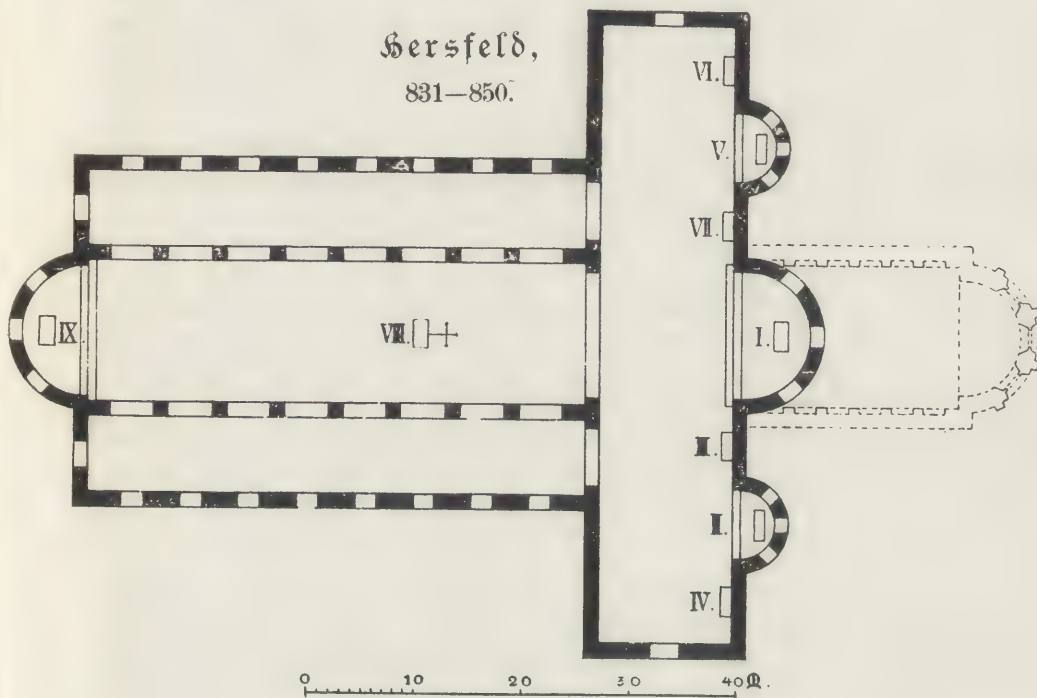 Hersfeld,
831—850.
VI.
V.
VII.
IX.
VIII.
I.
III.
II.
IV.
0 10 20 30 40 M.